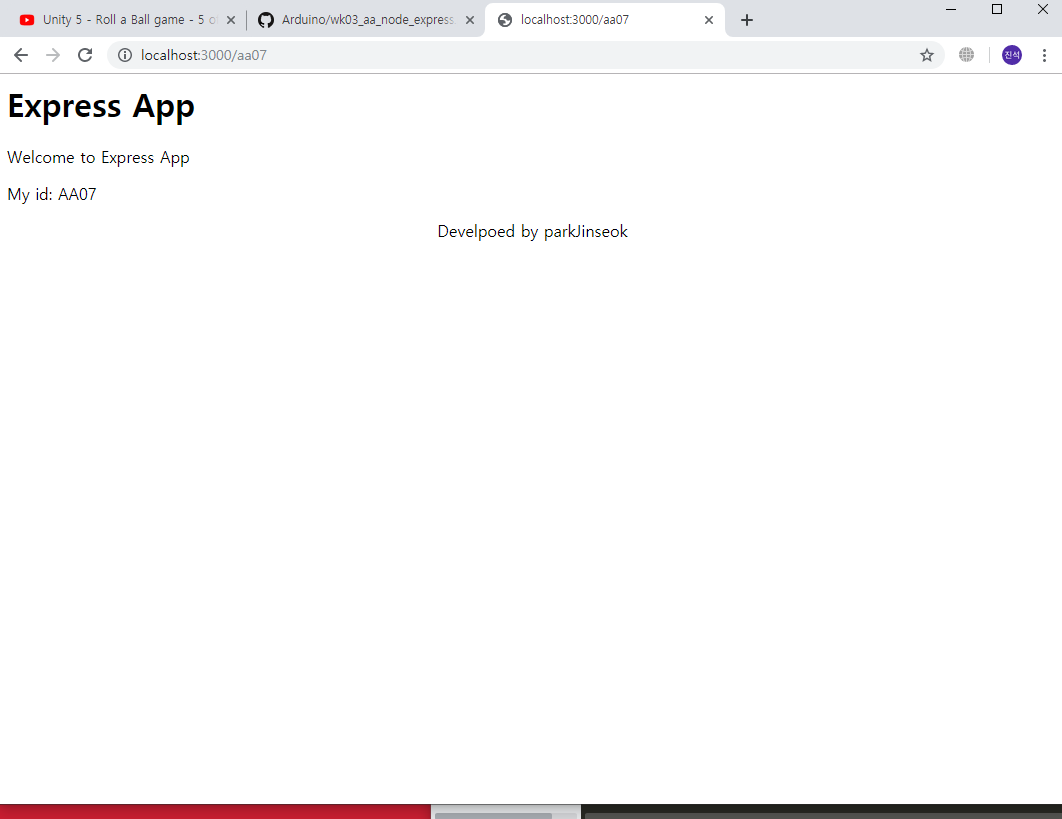 Unity 5 - Roll a Ball game - 5 o
Arduino/wk03_aa_node_express
localhost:3000/aa07
localhost:3000/aa07
진석
Express App
Welcome to Express App
My id: AA07
Develpoed by parkJinseok